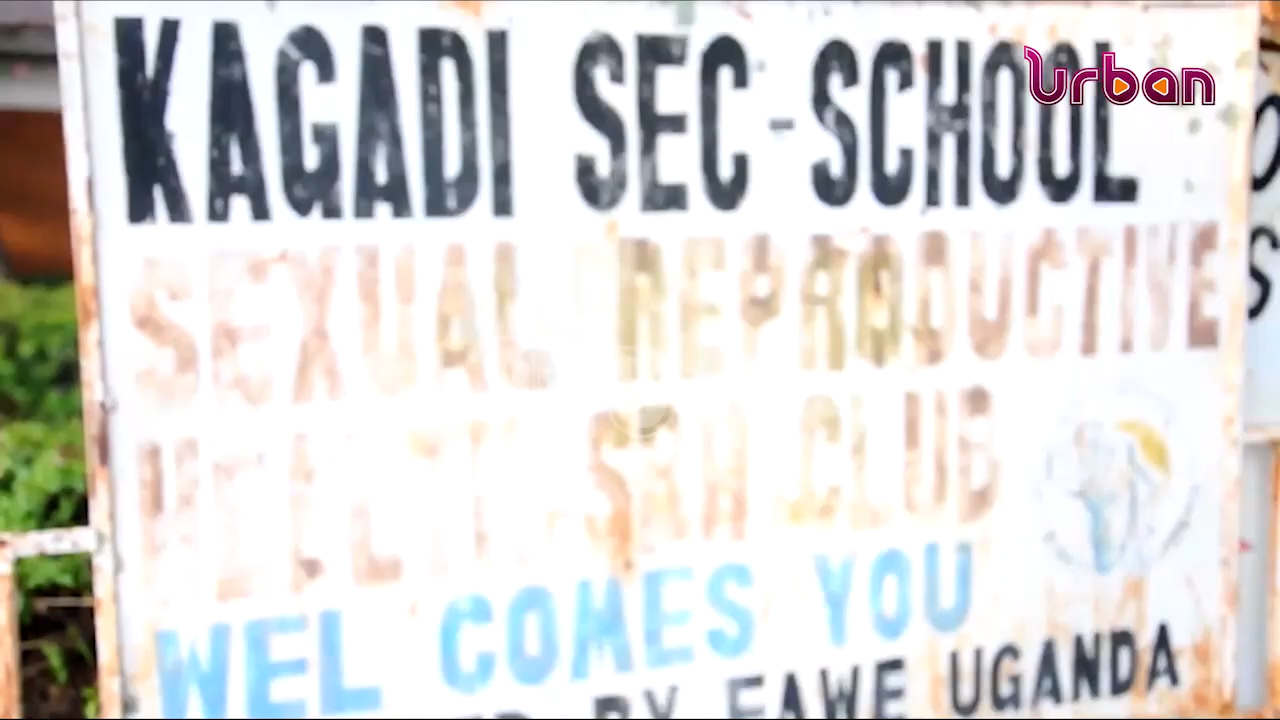 Urban
KAGADI SEC-SCHOOL
SEXUAL REPRODUCTIVE
HEALTH SRH CLUB
WEL COMES YOU
BY FAWE UGANDA